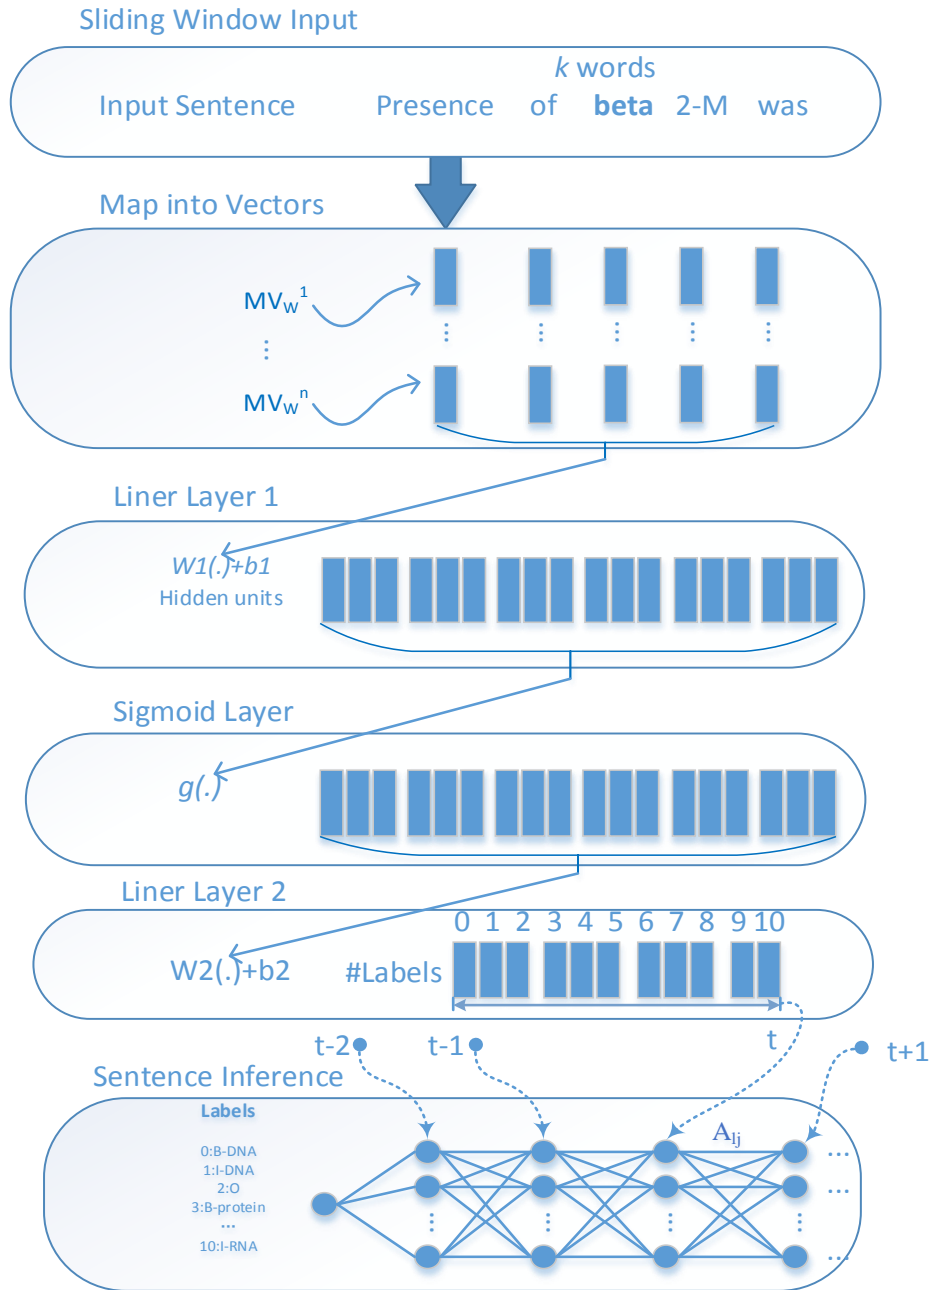 Sliding Window Input
k words
Input Sentence Presence of beta 2-M was
Map into Vectors
MVW1
⋮
MVWn
Liner Layer 1
W1(.)+b1
Hidden units
Sigmoid Layer
g(.)
Liner Layer 2
0 1 2 3 4 5 6 7 8 9 10
W2(.)+b2 #Labels
t-2 t-1 t t+1
Sentence Inference
Labels
Alj
0:B-DNA
1:I-DNA
2:O
3:B-protein
...
10:I-RNA
...
...
...